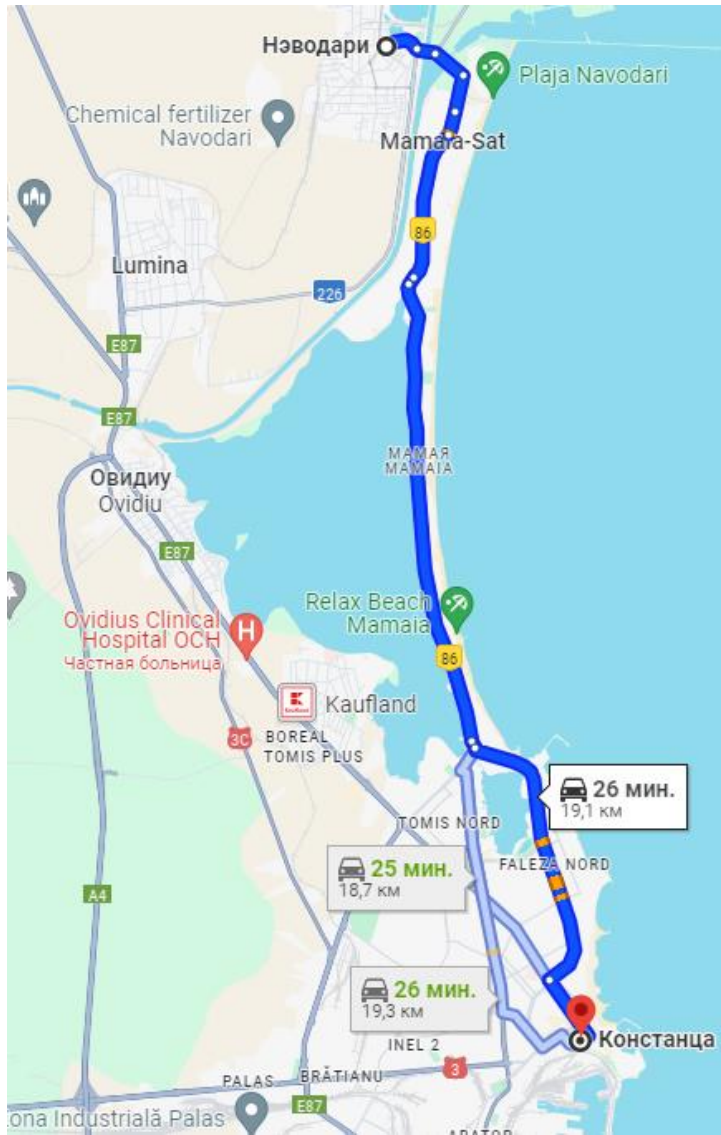 Нэводари
Plaja Navodari
Chemical fertilizer
Navodari
Mamaia-Sat
86
Lumina
226
E87
E87
МАМАЯ
MAMAIA
Овидиу
Ovidiu
E87
Relax Beach
Mamaia
Ovidius Clinical
Hospital OCH
Частная больница
H
86
K
Kaufland
3C
BOREAL
TOMIS PLUS
26 мин.
19,1 км
TOMIS NORD
FALEZA NORD
25 мин.
18,7 км
A4
26 мин.
19,3 км
Констанца
INEL 2
3
PALAS
BRĂTIANU
E87
ona Industrială Palas